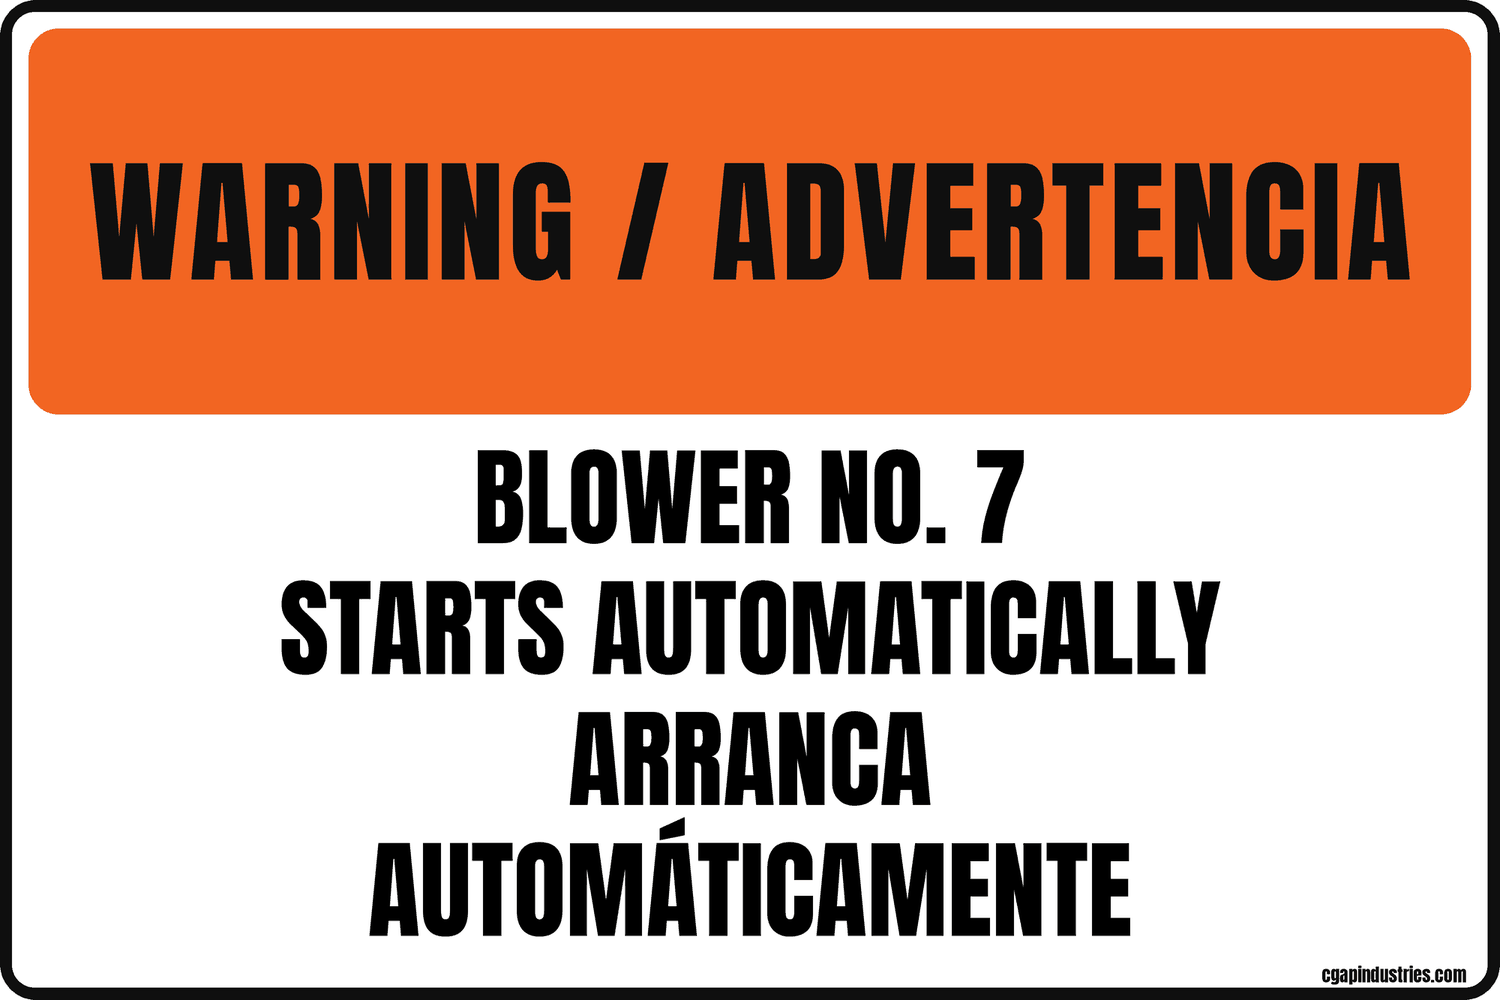 WARNING / ADVERTENCIA
BLOWER NO. 7
STARTS AUTOMATICALLY
ARRANCA
AUTOMÁTICAMENTE
cgapindustries.com